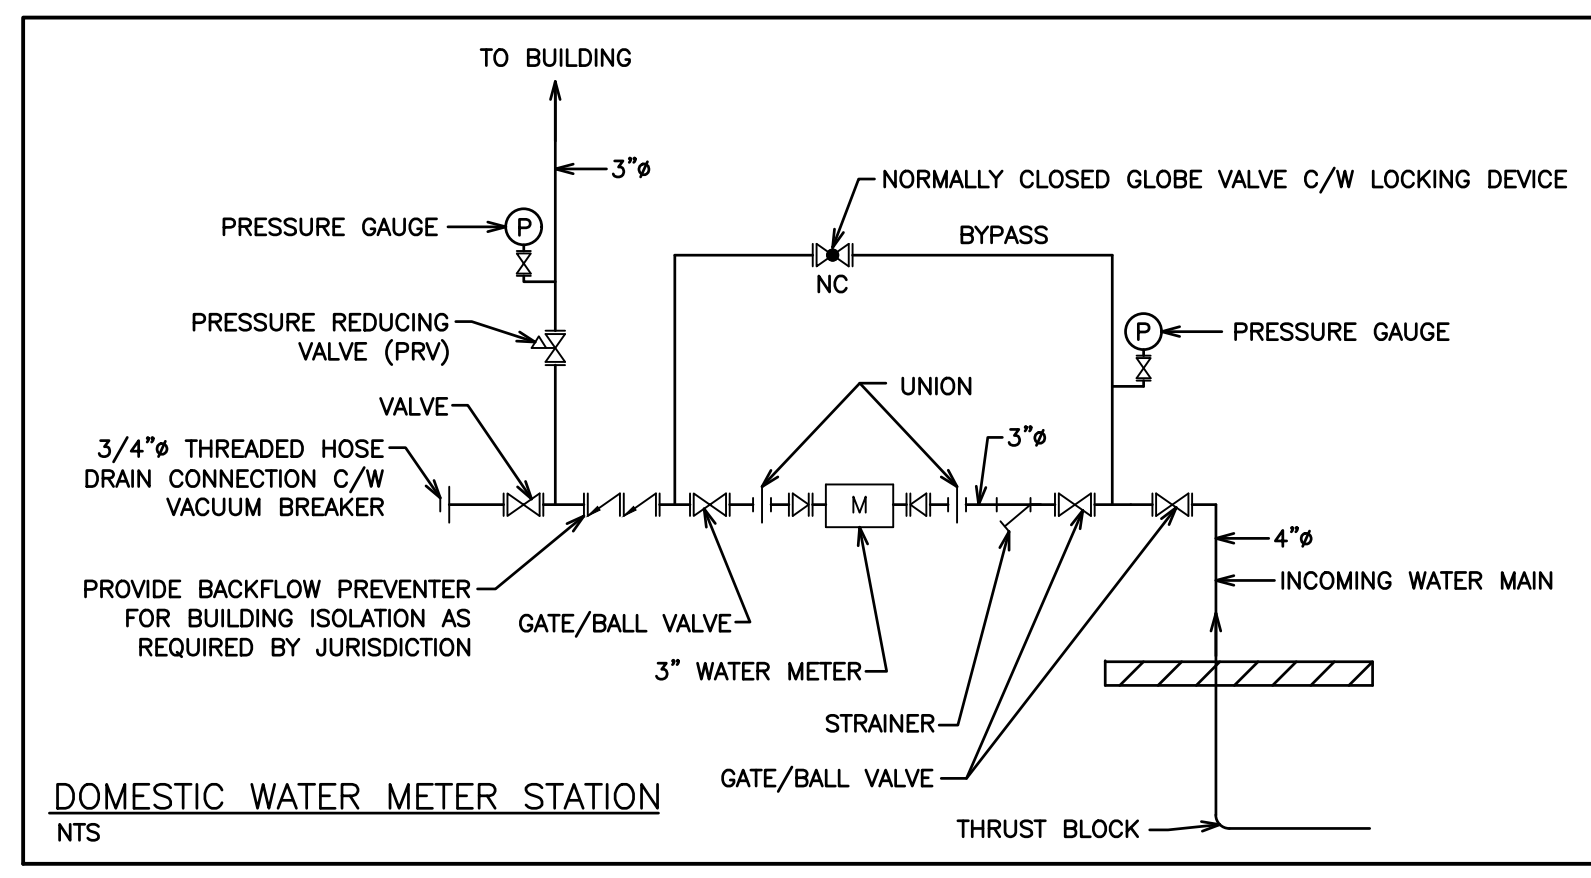 TO BUILDING
3"ø
NORMALLY CLOSED GLOBE VALVE C/W LOCKING DEVICE
PRESSURE GAUGE
P
BYPASS
NC
PRESSURE REDUCING
VALVE (PRV)
P
PRESSURE GAUGE
UNION
VALVE
3"ø
3/4"ø THREADED HOSE
DRAIN CONNECTION C/W
VACUUM BREAKER
M
4"ø
INCOMING WATER MAIN
PROVIDE BACKFLOW PREVENTER
FOR BUILDING ISOLATION AS
REQUIRED BY JURISDICTION
GATE/BALL VALVE
3" WATER METER
STRAINER
GATE/BALL VALVE
THRUST BLOCK
DOMESTIC WATER METER STATION
NTS